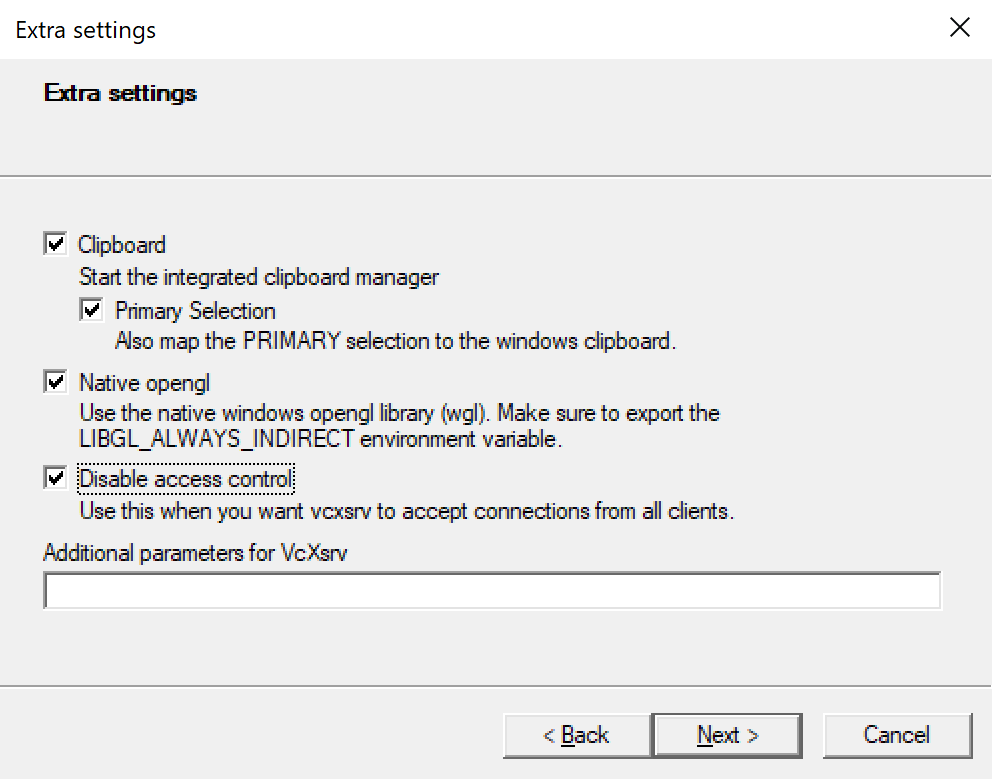 Extra settings
Extra settings
Clipboard
Start the integrated clipboard manager
Primary Selection
Also map the PRIMARY selection to the windows clipboard.
Native opengl
Use the native windows opengl library (wgl). Make sure to export the
LIBGL_ALWAYS_INDIRECT environment variable.
Disable access control
Use this when you want vcxsrv to accept connections from all clients.
Additional parameters for VcXsrv
< Back Next > Cancel